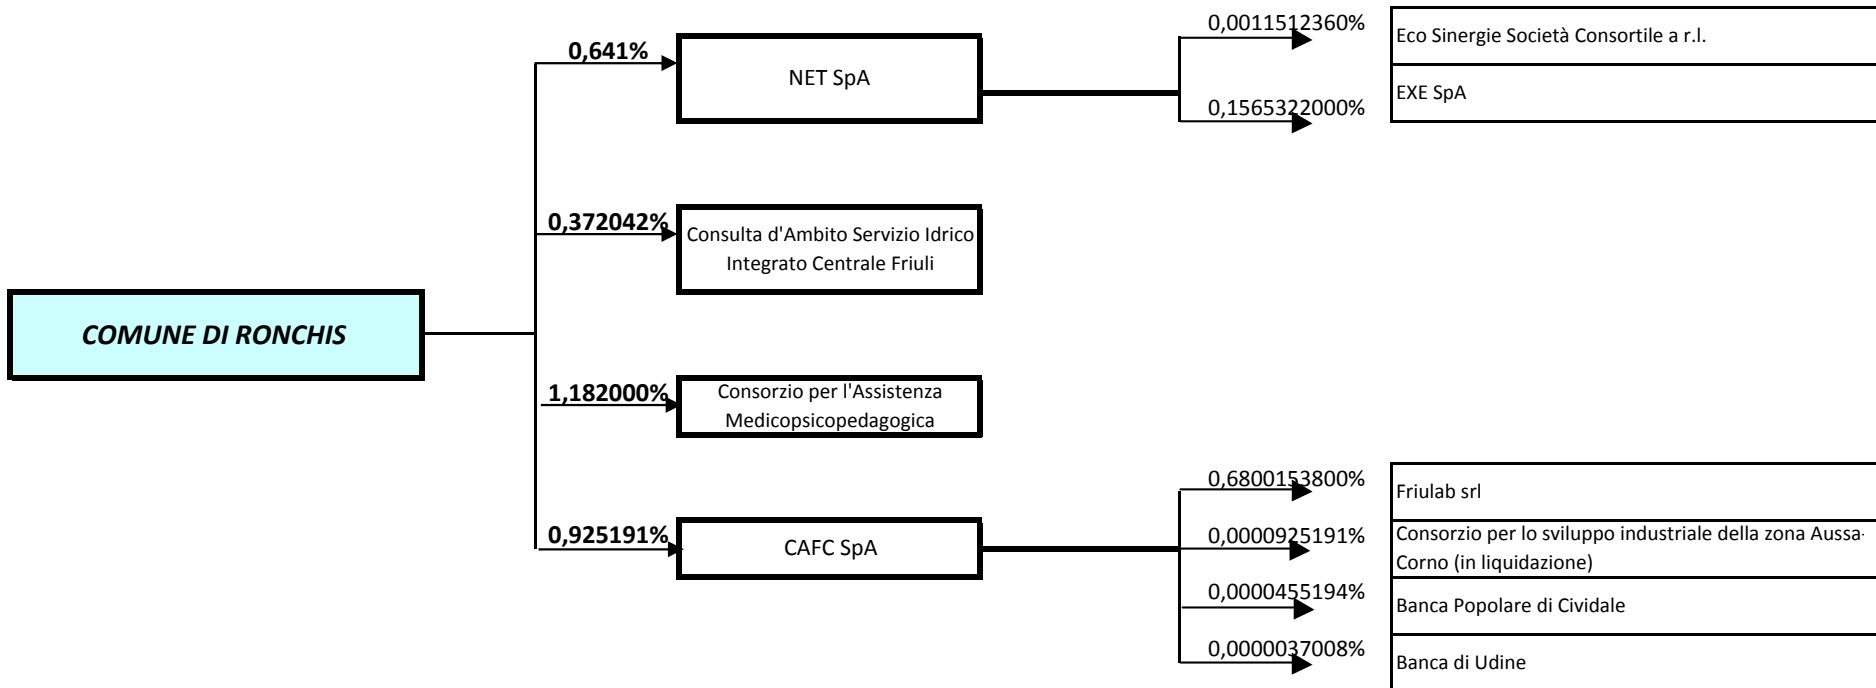 0,0011512360%
Eco Sinergie Società Consortile a r.l.
0,641%
NET SpA
EXE SpA
0,1565322000%
0,372042%
Consulta d'Ambito Servizio Idrico
Integrato Centrale Friuli
COMUNE DI RONCHIS
1,182000%
Consorzio per l'Assistenza
Medicopsicopedagogica
0,6800153800%
Friulab srl
0,925191%
CAFC SpA
0,0000925191%
Consorzio per lo sviluppo industriale della zona Aussa-
Corno (in liquidazione)
0,0000455194%
Banca Popolare di Cividale
0,0000037008%
Banca di Udine